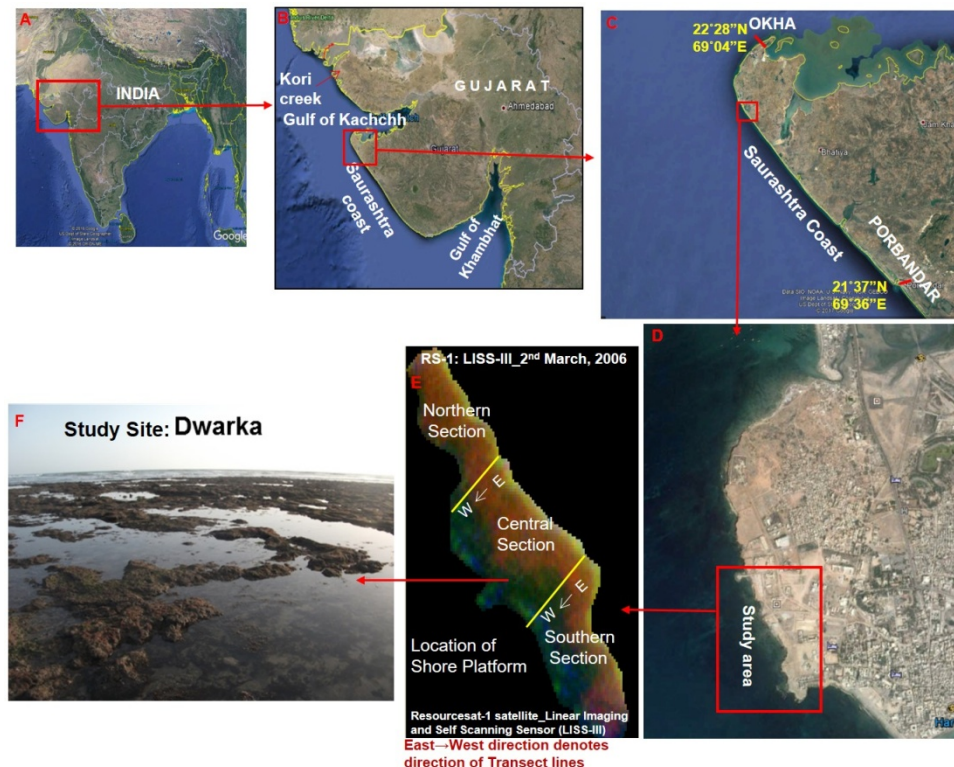 A
INDIA
Google
B
Kori
creek
Gulf of Kachchh
GUJARAT
Ahmedabad
Gujarat
Saurashtra
coast
Gulf of
Khambhat
C
OKHA
22°28”N
69°04”E
Bhatiya
Saurashtra Coast
PORBANDAR
21°37”N
69°36”E
D
Study area
RS-1: LISS-III_2nd March, 2006
E
Northern
Section
W ← E
Central
Section
W ← E
Southern
Section
Location of
Shore Platform
Resourcesat-1 satellite_Linear Imaging
and Self Scanning Sensor (LISS-III)
East→West direction denotes
direction of Transect lines
F
Study Site: Dwarka